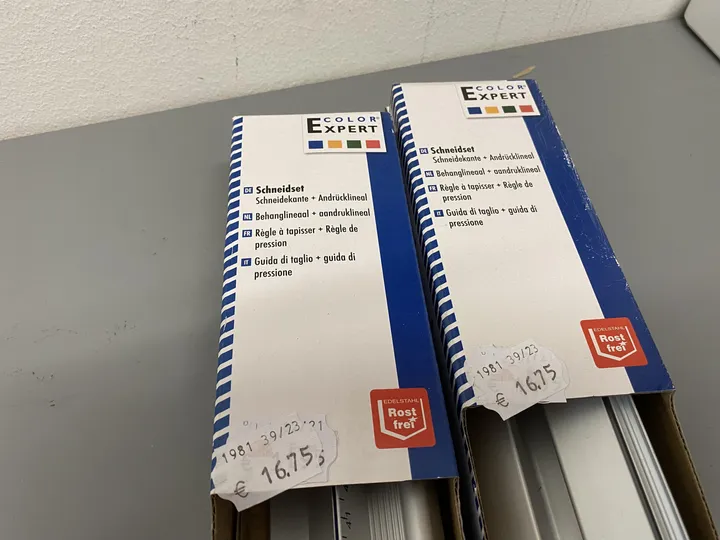 COLOR®
EXPERT
DE Schneidset
Schneidekante + Andrücklineal
NL Behanglineaal + aandruklineal
FR Règle à tapisser + Règle de
pression
IT Guida di taglio + guida di
pressione
EDELSTAHL
Rost
frei
1981 39/23
€ 16.75
COLOR®
EXPERT
DE Schneidset
Schneidekante + Andrücklineal
NL Behanglineaal + aandruklineal
FR Règle à tapisser + Règle de
pression
IT Guida di taglio + guida di
pressione
EDELSTAHL
Rost
frei
1981 39/23
€ 16.75